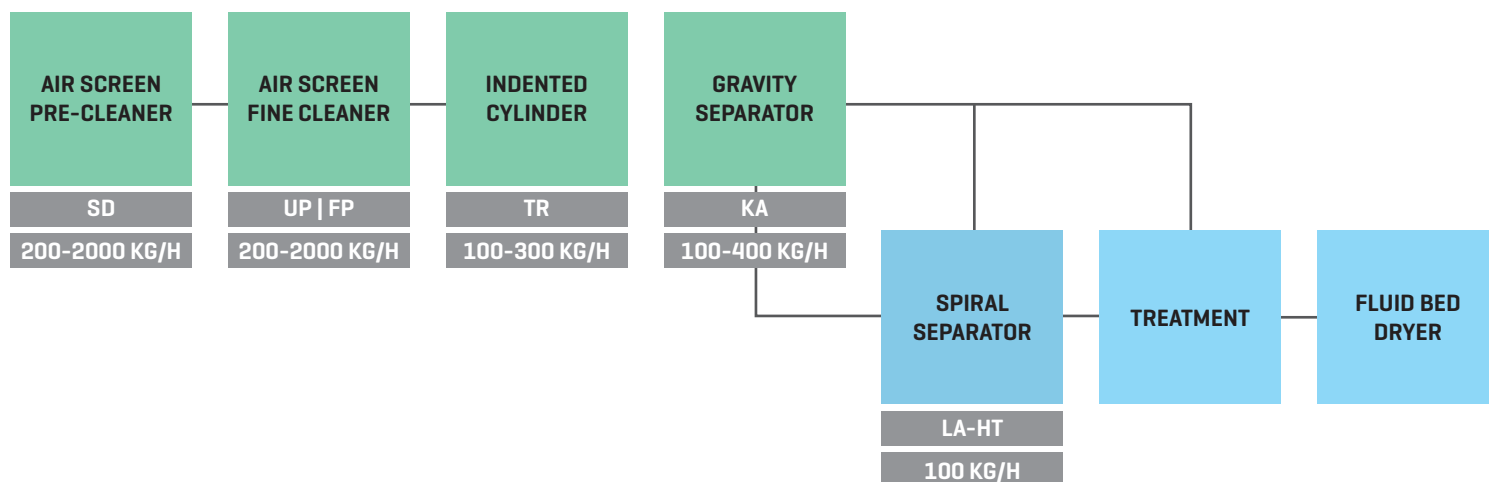 AIR SCREEN
PRE-CLEANER
SD
200-2000 KG/H
AIR SCREEN
FINE CLEANER
UP | FP
200-2000 KG/H
INDENTED
CYLINDER
TR
100-300 KG/H
GRAVITY
SEPARATOR
KA
100-400 KG/H
SPIRAL
SEPARATOR
LA-HT
100 KG/H
TREATMENT
FLUID BED
DRYER